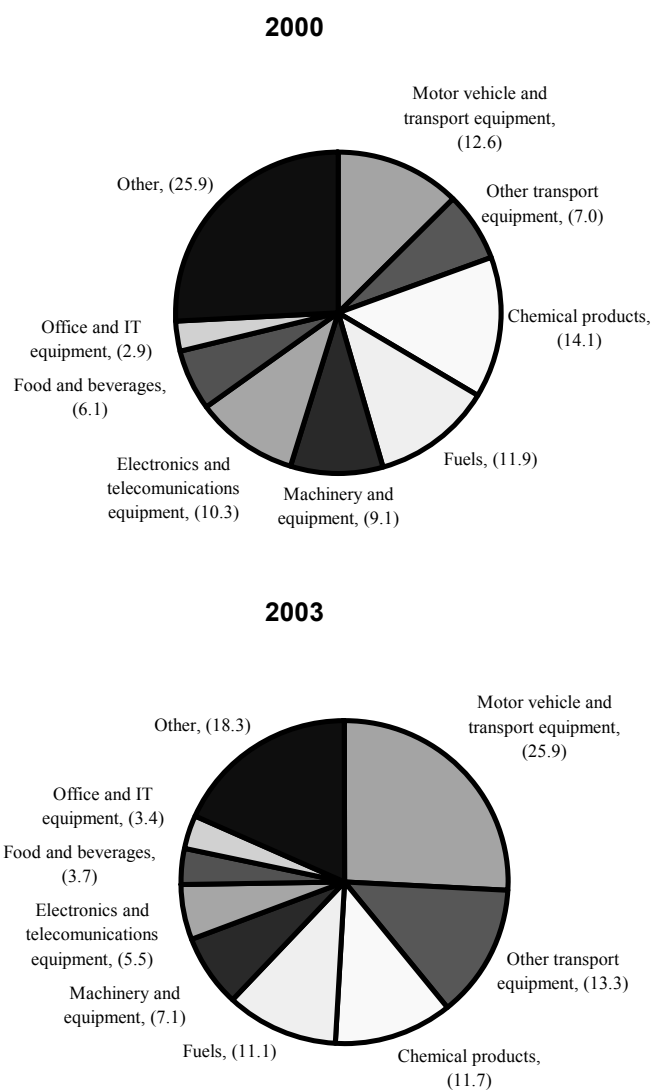 2000
Motor vehicle and
transport equipment,
(12.6)
Other, (25.9)
Other transport
equipment, (7.0)
Chemical products,
(14.1)
Office and IT
equipment, (2.9)
Food and beverages,
(6.1)
Fuels, (11.9)
Electronics and
telecomunications
equipment, (10.3)
Machinery and
equipment, (9.1)
2003
Motor vehicle and
transport equipment,
(25.9)
Other, (18.3)
Office and IT
equipment, (3.4)
Food and beverages,
(3.7)
Electronics and
telecomunications
equipment, (5.5)
Other transport
equipment, (13.3)
Machinery and
equipment, (7.1)
Fuels, (11.1)
Chemical products,
(11.7)